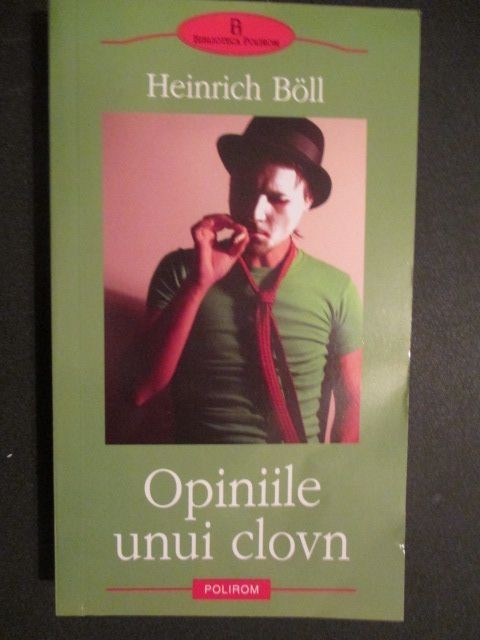 B
BIBLIOTECA POLIROM
Heinrich Böll
Opiniile
unui clovn
POLIROM